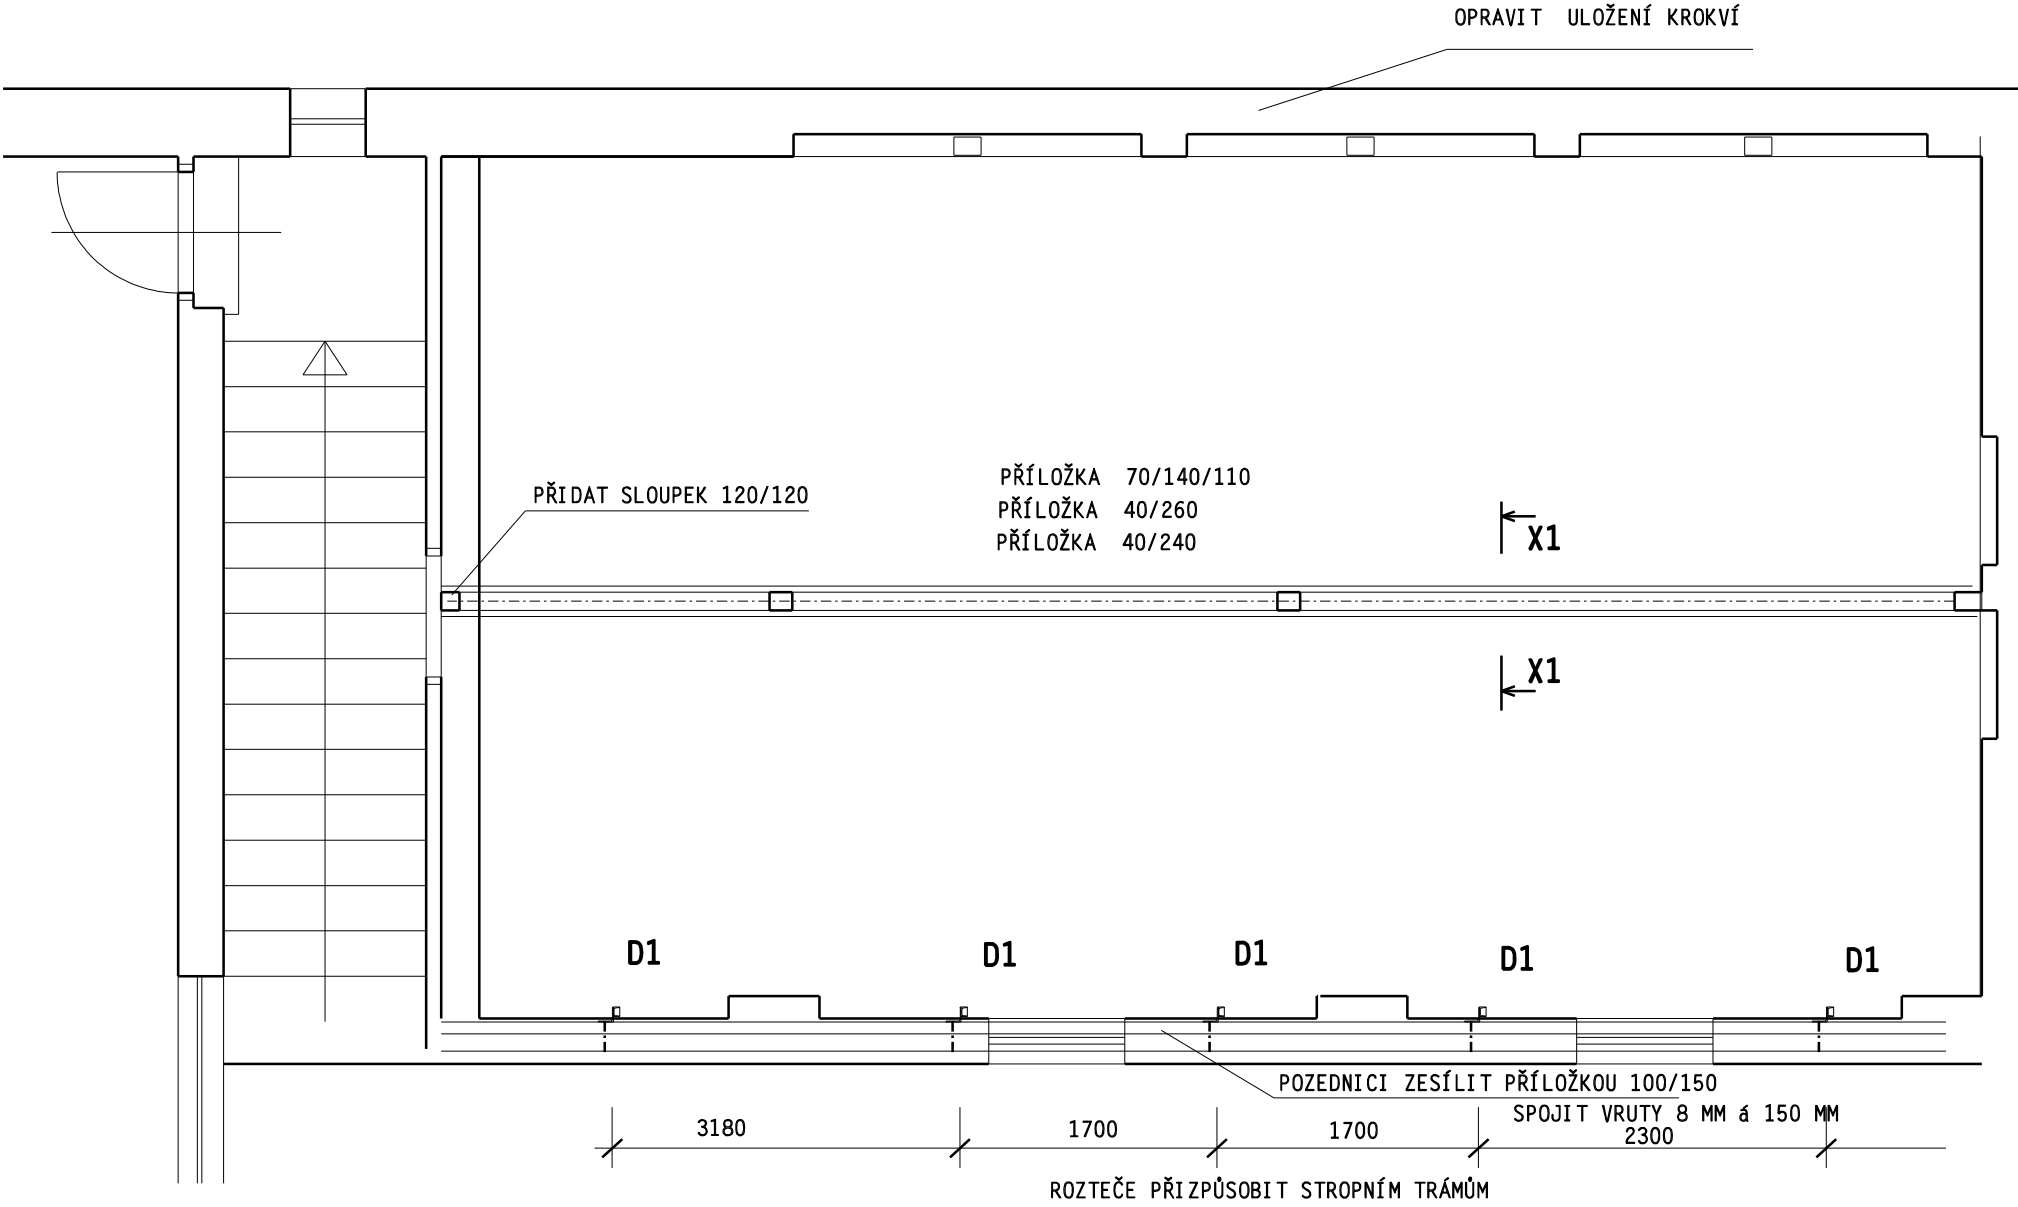 OPRAVIT ULOŽENÍ KROKVÍ
PŘÍLOŽKA 70/140/110
PŘIDAT SLOUPEK 120/120
PŘÍLOŽKA 40/260
PŘÍLOŽKA 40/240
X1
X1
D1
D1
D1
D1
D1
POZEDNICI ZESÍLIT PŘÍLOŽKOU 100/150
SPOJIT VRUTY 8 MM á 150 MM
3180
1700
1700
2300
ROZTEČE PŘIZPŮSOBIT STROPNÍM TRÁMŮM